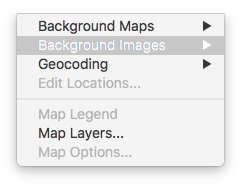 Background Maps
Background Images
Geocoding
Edit Locations...
Map Legend
Map Layers...
Map Options...